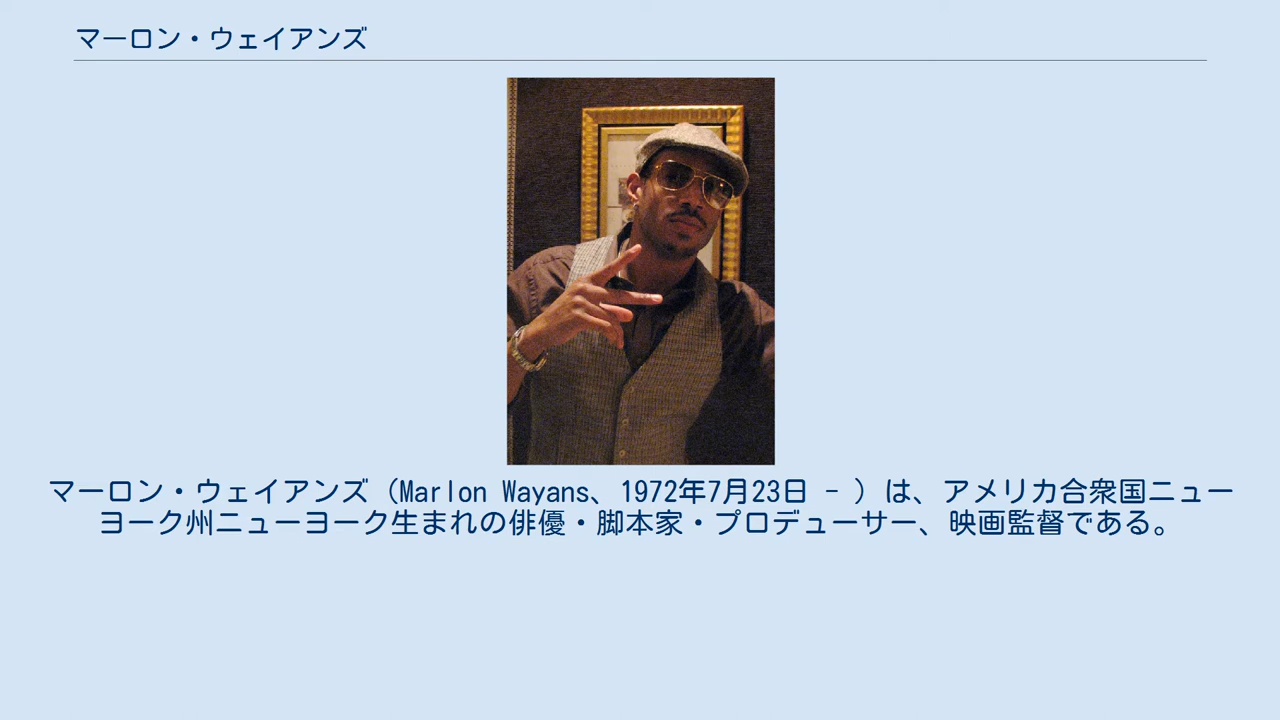 マーロン・ウェイアンズ
マーロン・ウェイアンズ（Marlon Wayans、1972年7月23日 - ）は、アメリカ合衆国ニュー
ヨーク州ニューヨーク生まれの俳優・脚本家・プロデューサー、映画監督である。